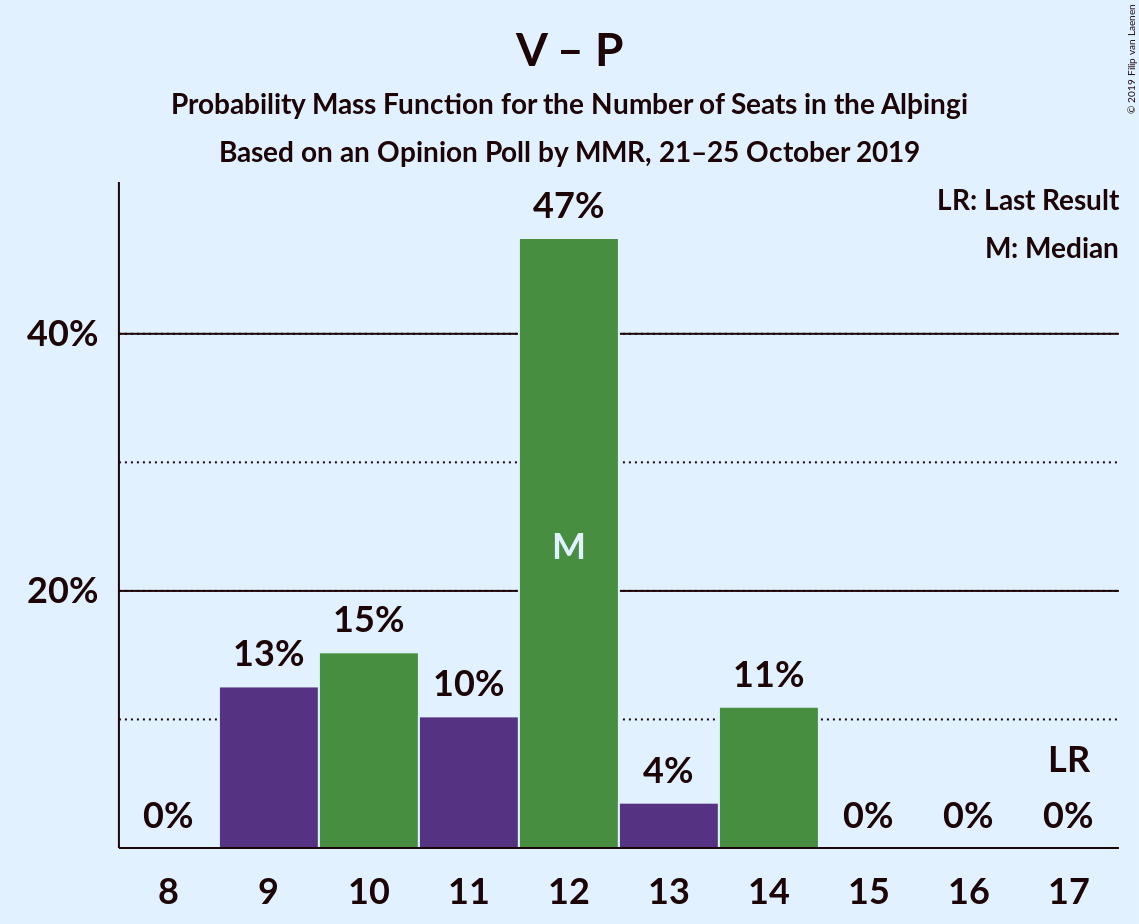 V – P
Probability Mass Function for the Number of Seats in the Alþingi
Based on an Opinion Poll by MMR, 21–25 October 2019
© 2019 Filip van Laenen
LR: Last Result
M: Median
47%
40%
M
20%
15%
13%
10%
11%
4%
LR
0%
0%
0%
0%
8
9
10
11
12
13
14
15
16
17